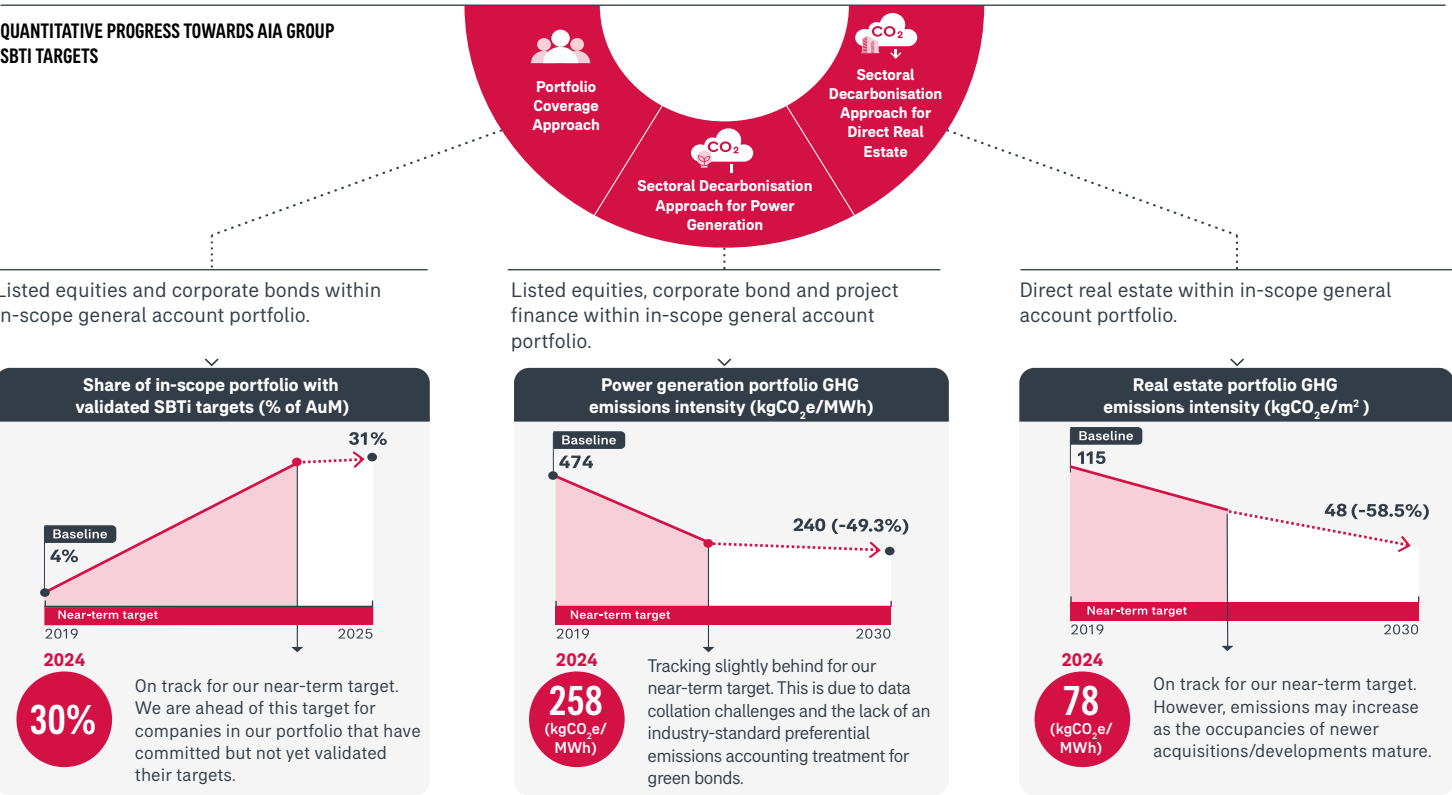 QUANTITATIVE PROGRESS TOWARDS AIA GROUP
SBTI TARGETS
Portfolio
Coverage
Approach
CO₂
Sectoral Decarbonisation
Approach for Power
Generation
CO₂
Sectoral
Decarbonisation
Approach for
Direct Real
Estate
Listed equities and corporate bonds within
in-scope general account portfolio.
Share of in-scope portfolio with
validated SBTi targets (% of AuM)
31%
Baseline
4%
Near-term target
2019
2025
2024
30%
On track for our near-term target.
We are ahead of this target for
companies in our portfolio that have
committed but not yet validated
their targets.
Listed equities, corporate bond and project
finance within in-scope general account
portfolio.
Power generation portfolio GHG
emissions intensity (kgCO₂e/MWh)
Baseline
474
240 (-49.3%)
Near-term target
2019
2030
2024
258
(kgCO₂e/
MWh)
Tracking slightly behind for our
near-term target. This is due to data
collation challenges and the lack of an
industry-standard preferential
emissions accounting treatment for
green bonds.
Direct real estate within in-scope general
account portfolio.
Real estate portfolio GHG
emissions intensity (kgCO₂e/m² )
Baseline
115
48 (-58.5%)
Near-term target
2019
2030
2024
78
(kgCO₂e/
MWh)
On track for our near-term target.
However, emissions may increase
as the occupancies of newer
acquisitions/developments mature.